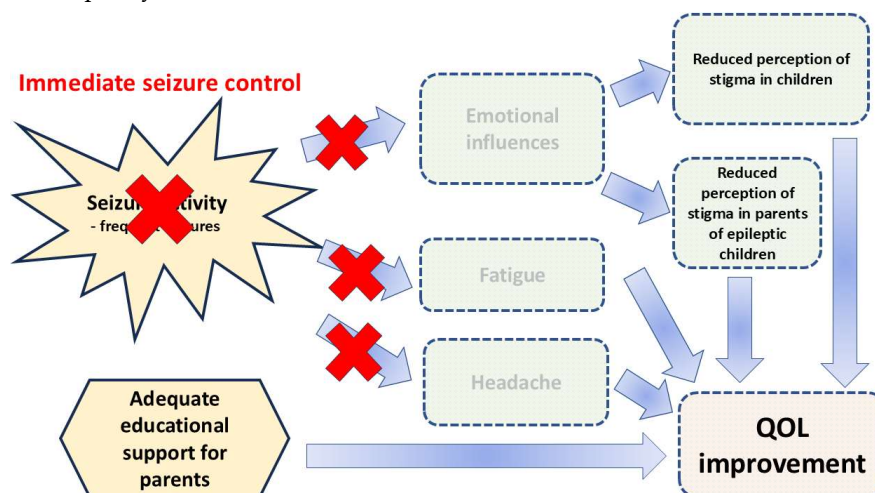 Immediate seizure control
Seizure activity
- frequent seizures
Emotional
influences
Fatigue
Headache
Reduced perception of
stigma in children
Reduced
perception of
stigma in parents
of epileptic
children
Adequate
educational
support for
parents
QOL
improvement